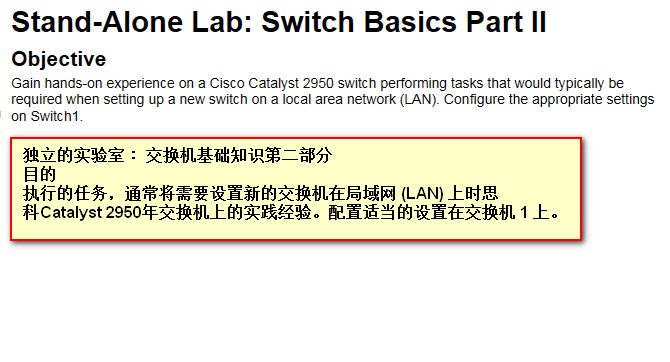 Stand-Alone Lab: Switch Basics Part II
Objective
Gain hands-on experience on a Cisco Catalyst 2950 switch performing tasks that would typically be
required when setting up a new switch on a local area network (LAN). Configure the appropriate settings
on Switch1.
独立的实验室： 交换机基础知识第二部分
目的
执行的任务，通常将需要设置新的交换机在局域网 (LAN) 上时思
科Catalyst 2950年交换机上的实践经验。配置适当的设置在交换机 1 上。